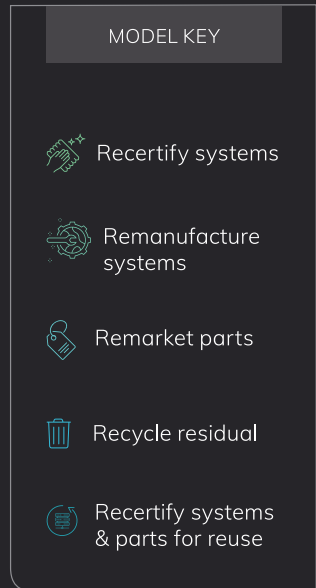 MODEL KEY
Recertify systems
Remanufacture
systems
Remarket parts
Recycle residual
Recertify systems
& parts for reuse